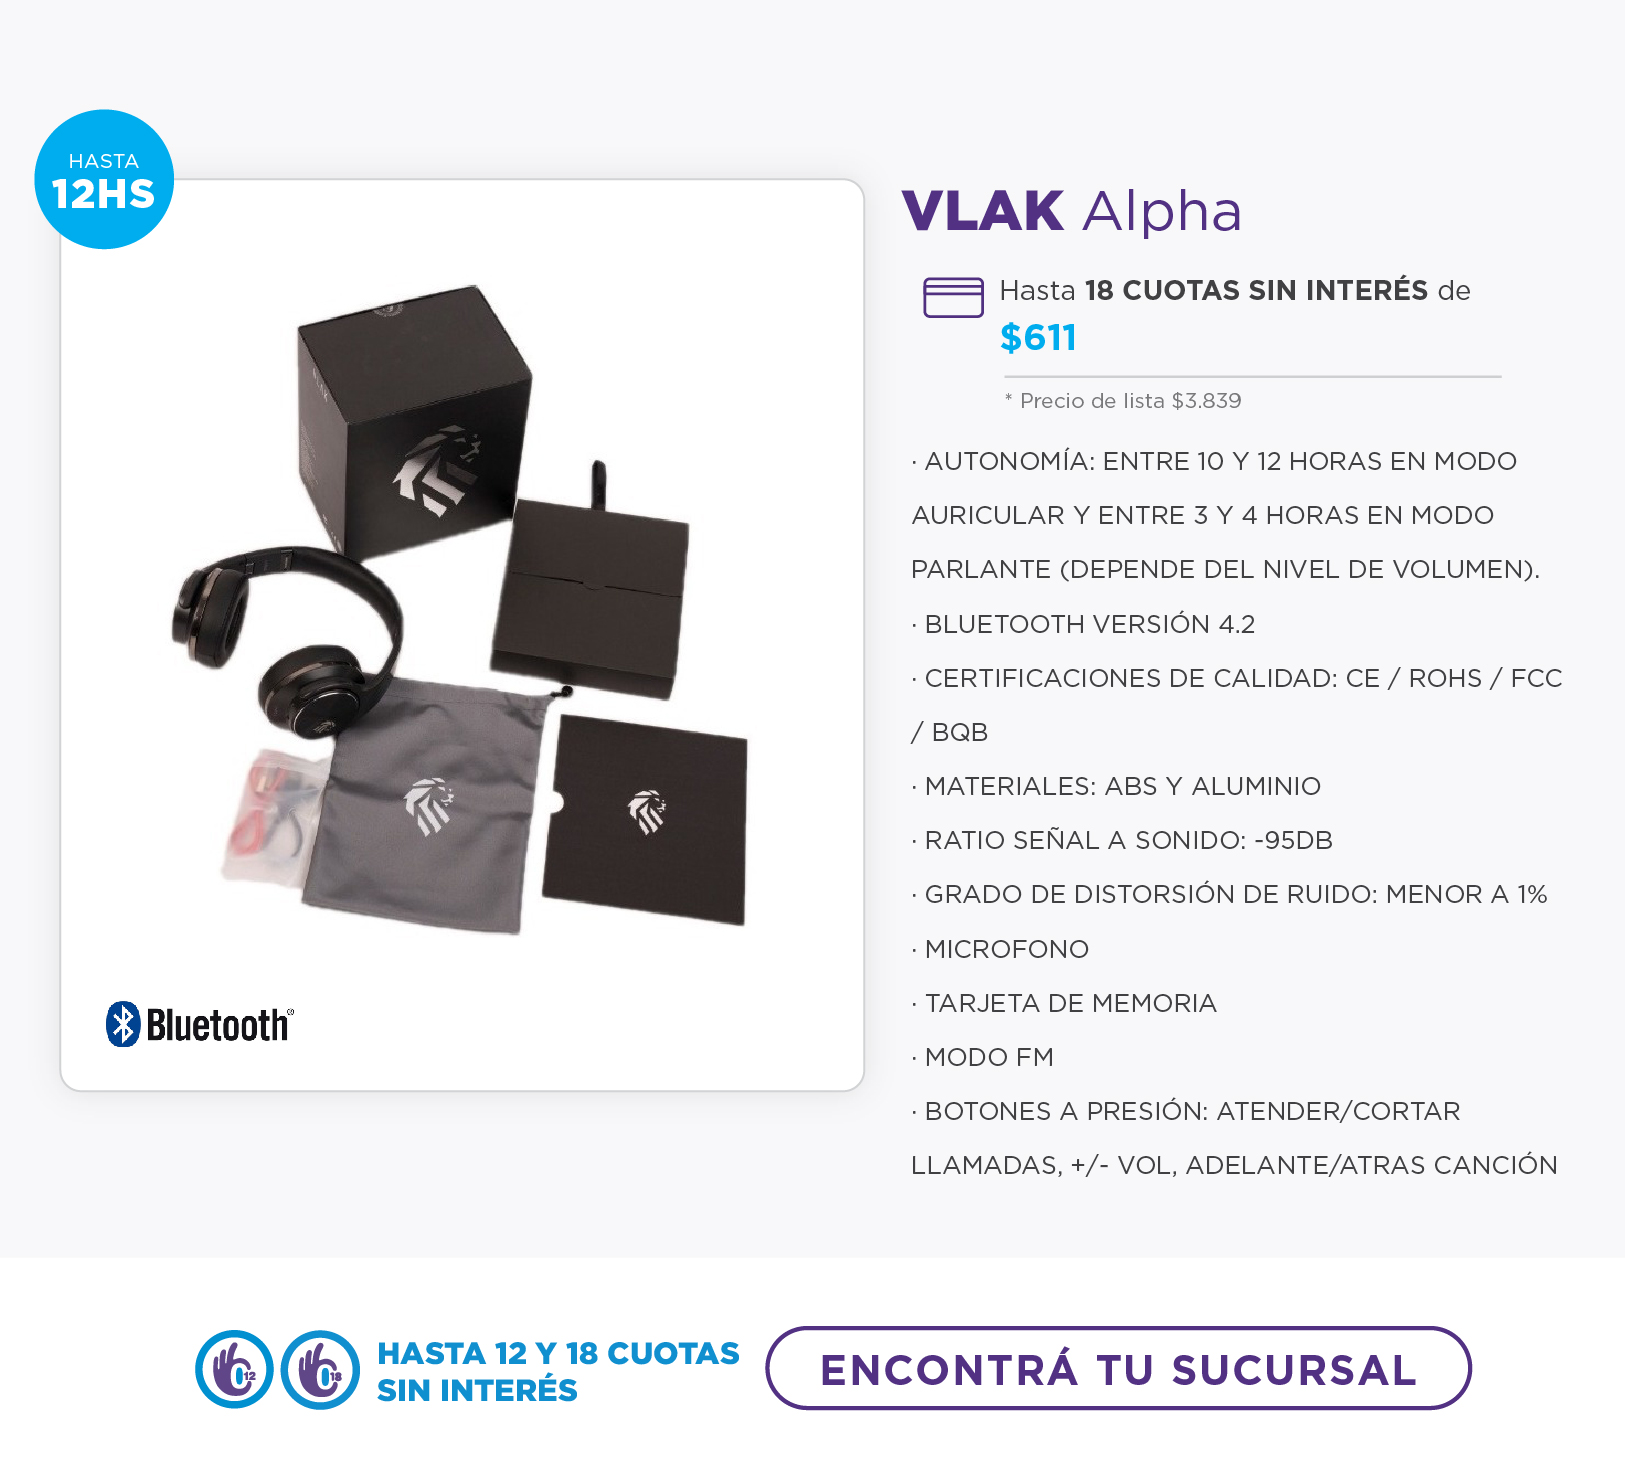 HASTA
12HS
VLAK Alpha
Hasta 18 CUOTAS SIN INTERÉS de
$611
* Precio de lista $3.839
· AUTONOMÍA: ENTRE 10 Y 12 HORAS EN MODO
AURICULAR Y ENTRE 3 Y 4 HORAS EN MODO
PARLANTE (DEPENDE DEL NIVEL DE VOLUMEN).
· BLUETOOTH VERSIÓN 4.2
· CERTIFICACIONES DE CALIDAD: CE / ROHS / FCC
/ BQB
· MATERIALES: ABS Y ALUMINIO
· RATIO SEÑAL A SONIDO: -95DB
· GRADO DE DISTORSIÓN DE RUIDO: MENOR A 1%
· MICROFONO
· TARJETA DE MEMORIA
· MODO FM
· BOTONES A PRESIÓN: ATENDER/CORTAR
LLAMADAS, +/- VOL, ADELANTE/ATRAS CANCIÓN
VLAK
Bluetooth®
12
18
HASTA 12 Y 18 CUOTAS
SIN INTERÉS
ENCONTRÁ TU SUCURSAL